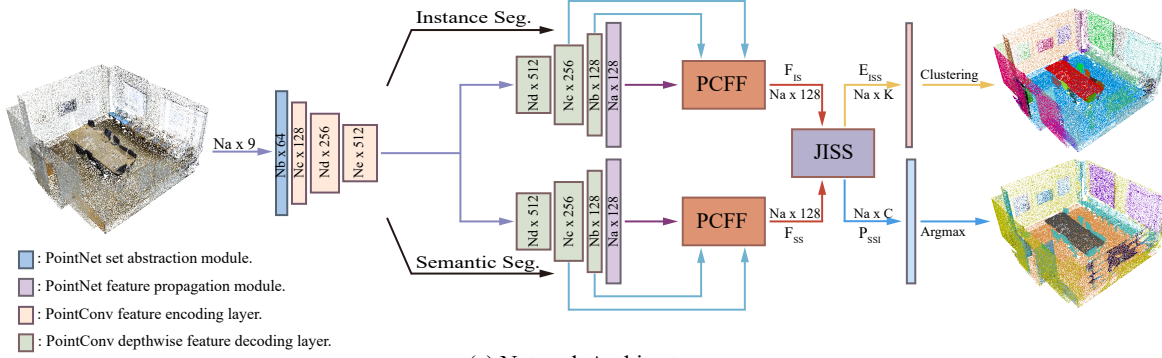 Instance Seg.
Nd x 512
Nc x 256
Nb x 128
Na x 128
PCFF
F_IS
Na x 128
E_ISS
Na x K
Clustering
Na x 9
Nb x 64
Nc x 128
Nd x 256
Ne x 512
JISS
Nd x 512
Nc x 256
Nb x 128
Na x 128
PCFF
Na x 128
F_SS
Na x C
P_SSI
Argmax
Semantic Seg.
: PointNet set abstraction module.
: PointNet feature propagation module.
: PointConv feature encoding layer.
: PointConv depthwise feature decoding layer.